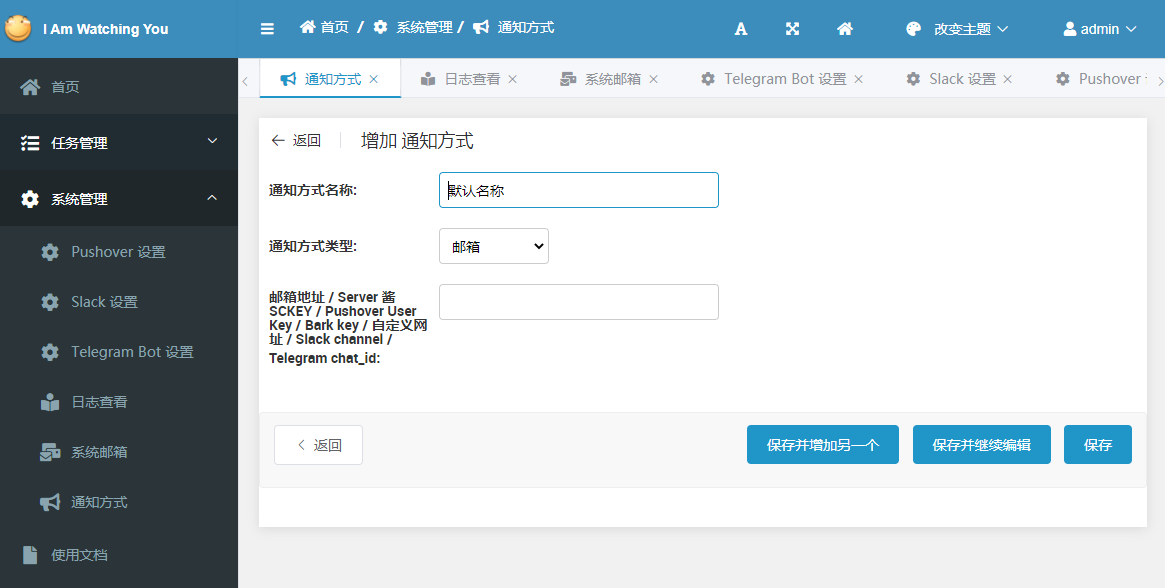 I Am Watching You
首页 / 系统管理 / 通知方式
A
改变主题
admin
首页
任务管理
系统管理
Pushover 设置
Slack 设置
Telegram Bot 设置
日志查看
系统邮箱
通知方式
使用文档
通知方式 ×
日志查看 ×
系统邮箱 ×
Telegram Bot 设置 ×
Slack 设置 ×
Pushover
返回
增加 通知方式
通知方式名称:
默认名称
通知方式类型:
邮箱
邮箱地址 / Server 酱
SCKEY / Pushover User
Key / Bark key / 自定义网
址 / Slack channel /
Telegram chat_id:
返回
保存并增加另一个
保存并继续编辑
保存